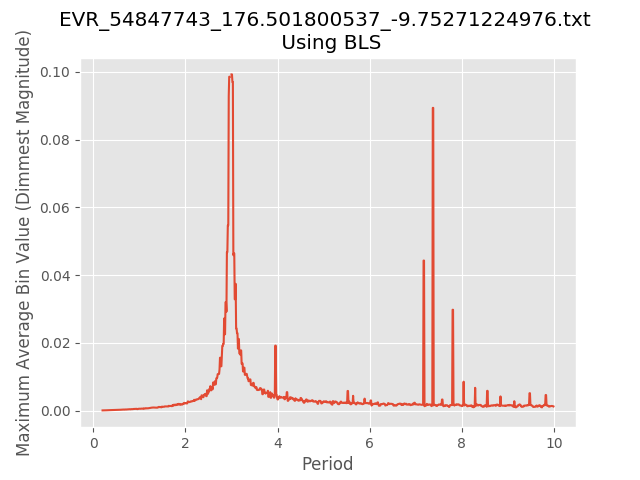 EVR_54847743_176.501800537_-9.75271224976.txt
Using BLS
Maximum Average Bin Value (Dimmest Magnitude)
0.10
0.08
0.06
0.04
0.02
0.00
0 2 4 6 8 10
Period